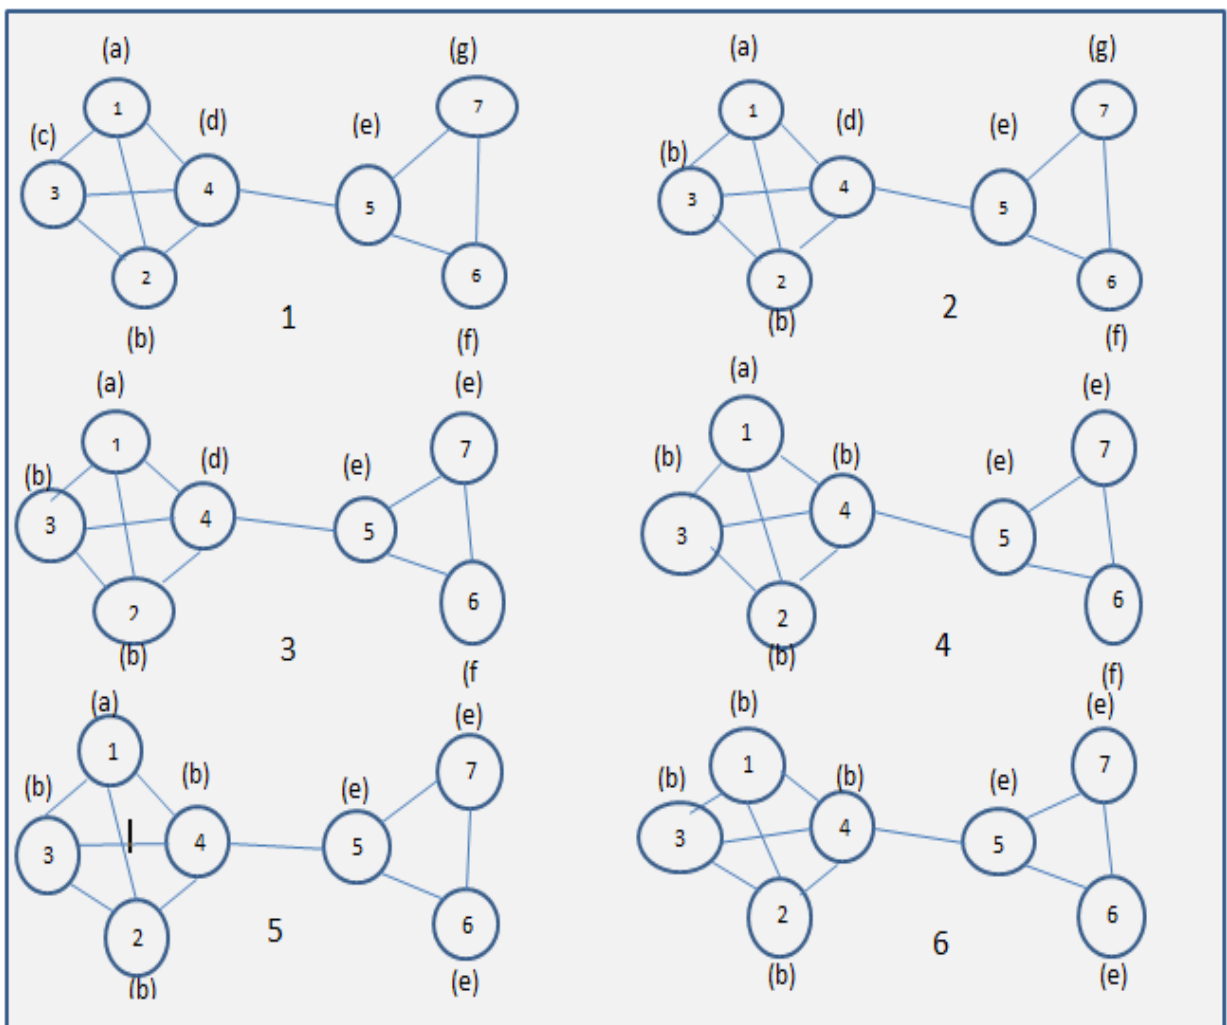 (a) (g)
1 7
(c) (d) (e)
3 4 5
2 6
1
(b) (f)
(a) (g)
1 7
(b) (d) (e)
3 4 5
2 6
2
(b) (f)
(a) (e)
1 7
(b) (d) (e)
3 4 5
2 6
3
(b) (f
(a) (e)
1 7
(b) (b) (e)
3 4 5
2 6
4
(b) (f)
(a) (e)
1 7
(b) (b) (e)
3 4 5
2 6
5
(b) (e)
(b) (e)
1 7
(b) (b) (e)
3 4 5
2 6
6
(b) (e)